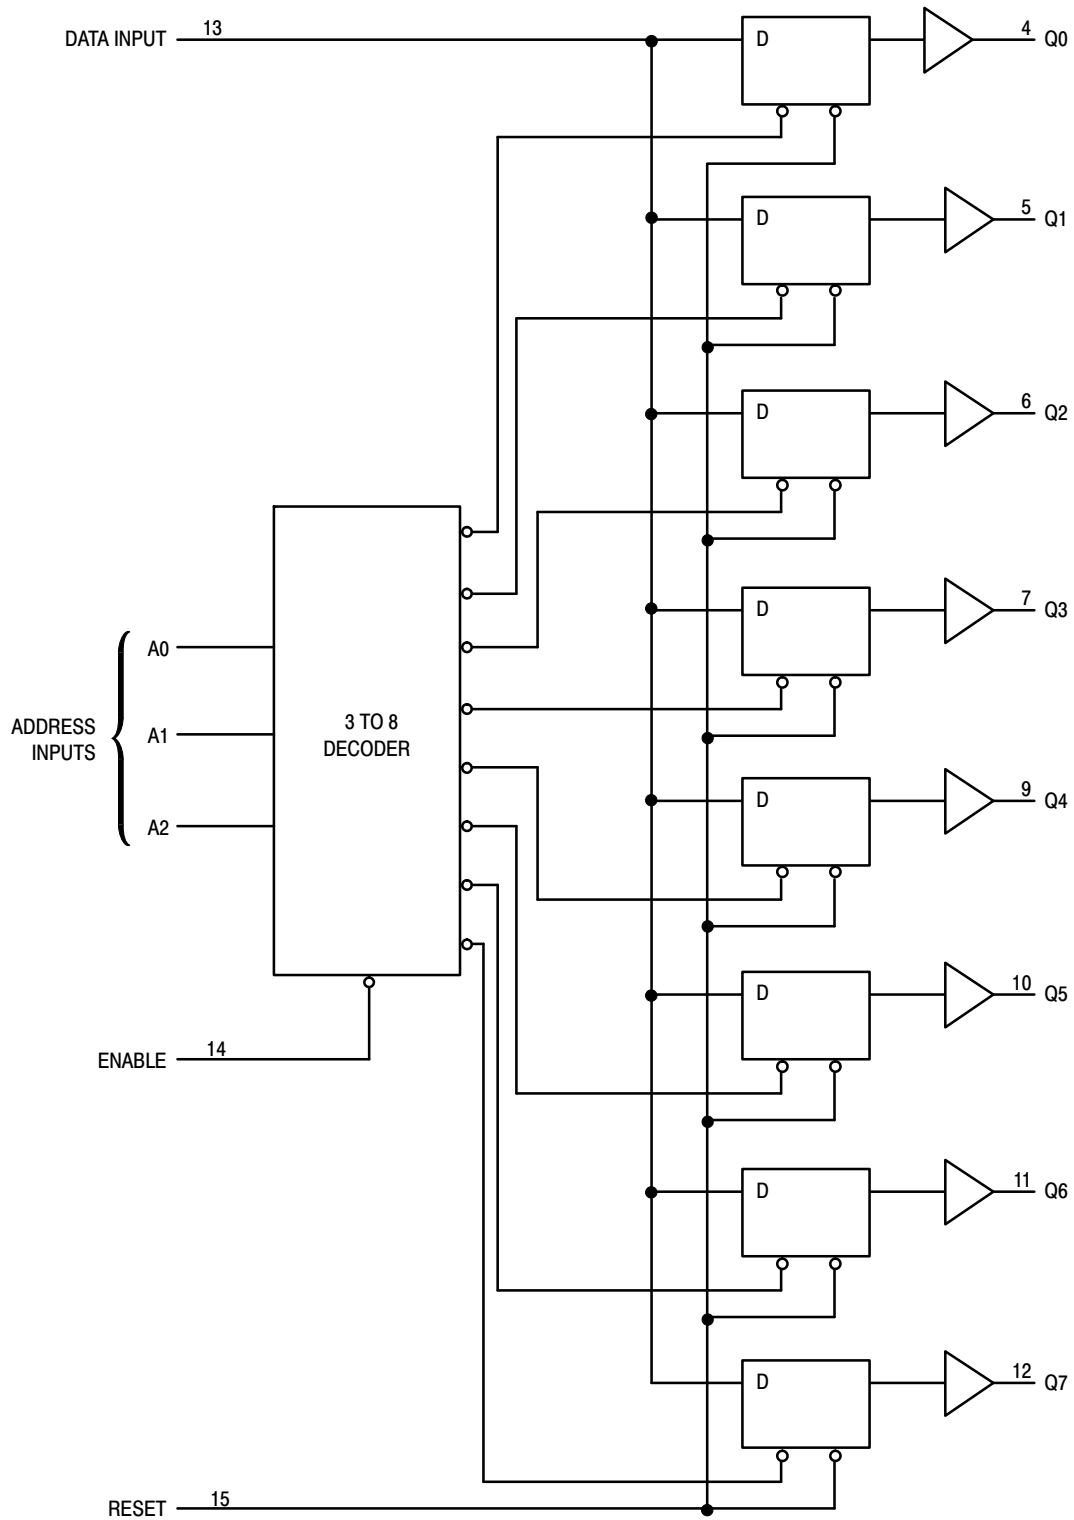 DATA INPUT 13
D
4 Q0
D
5 Q1
D
6 Q2
D
7 Q3
A0
ADDRESS
INPUTS
A1
A2
3 TO 8
DECODER
D
9 Q4
D
10 Q5
ENABLE 14
D
11 Q6
D
12 Q7
RESET 15